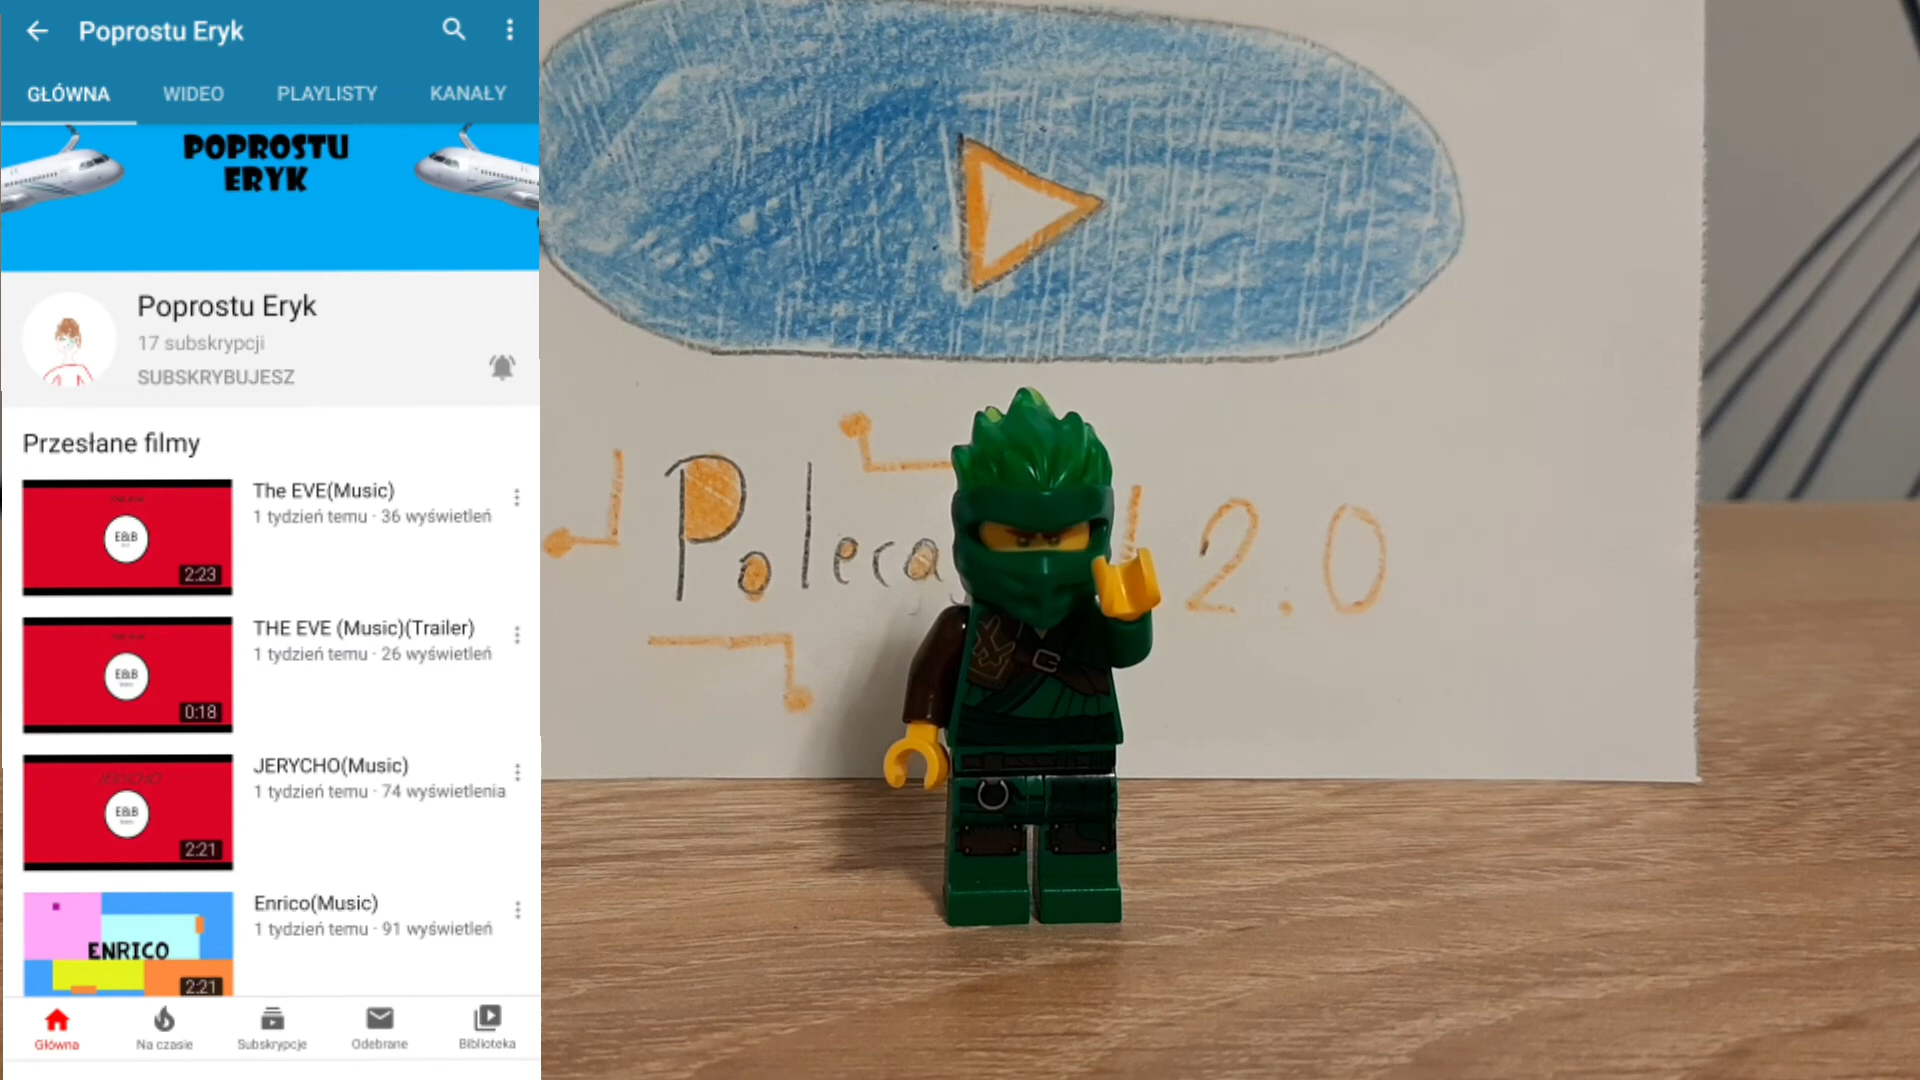 Poprostu Eryk
GŁÓWNA WIDEO PLAYLISTY KANAŁY
POPROSTU
ERYK
Poprostu Eryk
17 subskrypcji
SUBSKRYBUJESZ
Przesłane filmy
The EVE(Music)
1 tydzień temu · 36 wyświetleń
E&B
2:23
THE EVE (Music)(Trailer)
1 tydzień temu · 26 wyświetleń
E&B
0:18
JERYCHO(Music)
1 tydzień temu · 74 wyświetlenia
JERYCHO
E&B
2:21
Enrico(Music)
1 tydzień temu · 91 wyświetleń
ENRICO
2:21
Główna Na czasie Subskrypcje Odebrane Biblioteka
Poleca 2.0